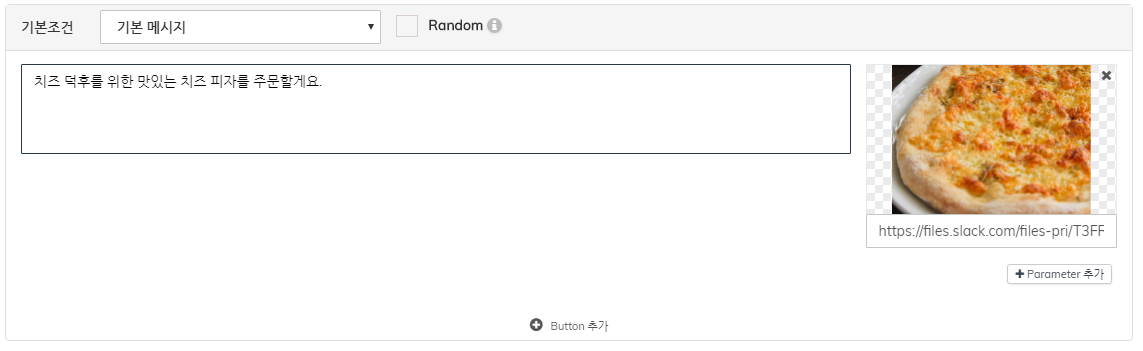 기본조건
기본 메시지
Random
치즈 덕후를 위한 맛있는 치즈 피자를 주문할게요.
https://files.slack.com/files-pri/T3FF
Parameter 추가
Button 추가